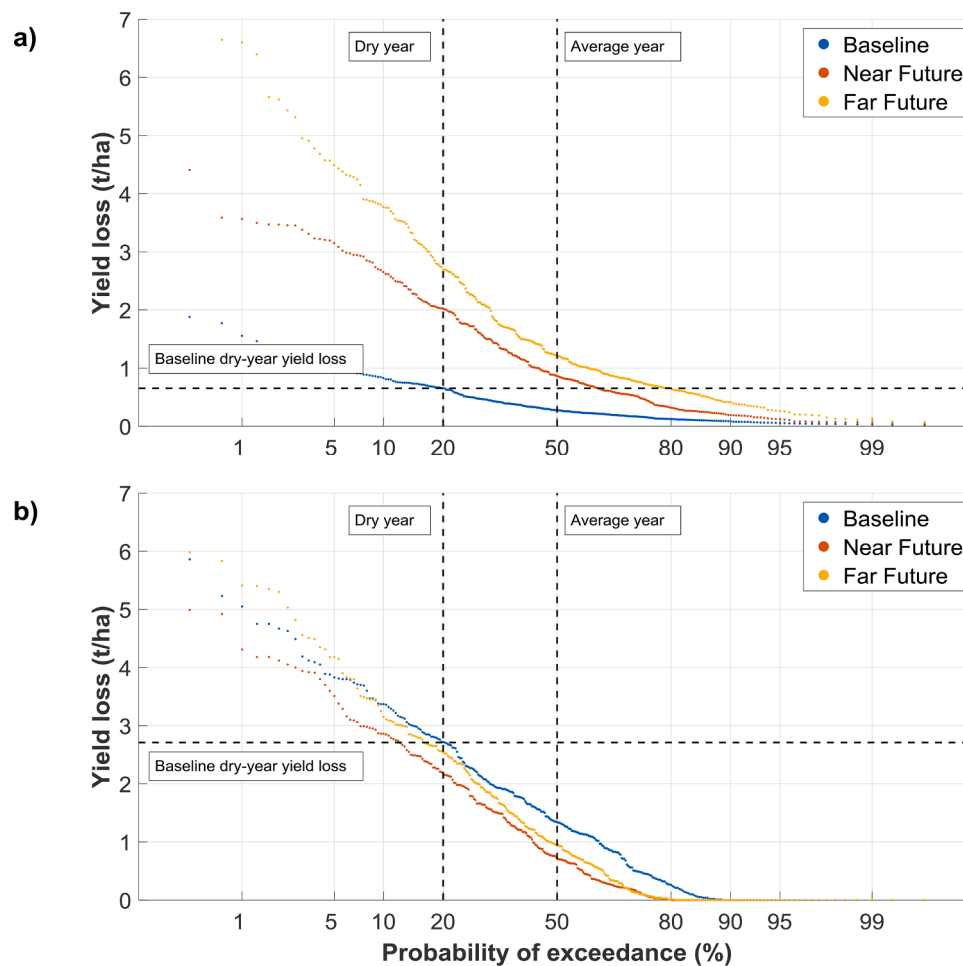 a)
Yield loss (t/ha)
7
6
5
4
3
2
1
0
Dry year
Average year
Baseline
Near Future
Far Future
Baseline dry-year yield loss
1 5 10 20 50 80 90 95 99
b)
Yield loss (t/ha)
7
6
5
4
3
2
1
0
Dry year
Average year
Baseline
Near Future
Far Future
Baseline dry-year yield loss
1 5 10 20 50 80 90 95 99
Probability of exceedance (%)